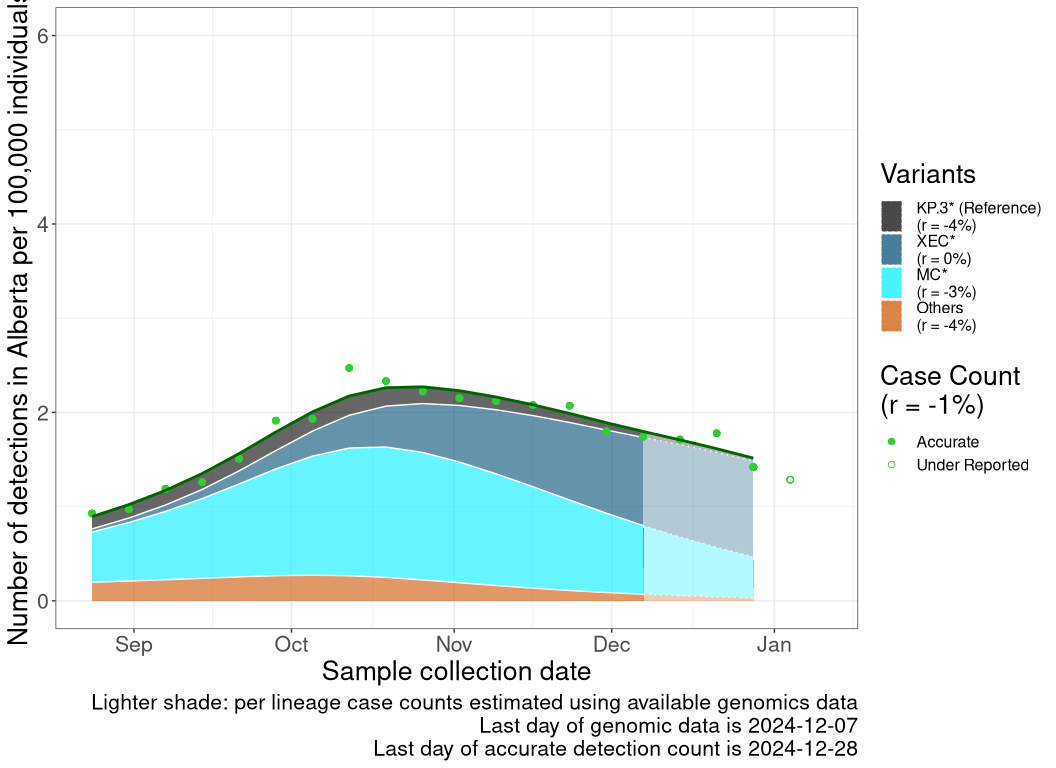 Number of detections in Alberta per 100,000 individuals
6
4
2
0
Sep Oct Nov Dec Jan
Sample collection date
Lighter shade: per lineage case counts estimated using available genomics data
Last day of genomic data is 2024-12-07
Last day of accurate detection count is 2024-12-28
Variants
KP.3* (Reference)
(r = -4%)
XEC*
(r = 0%)
MC*
(r = -3%)
Others
(r = -4%)
Case Count
(r = -1%)
Accurate
Under Reported